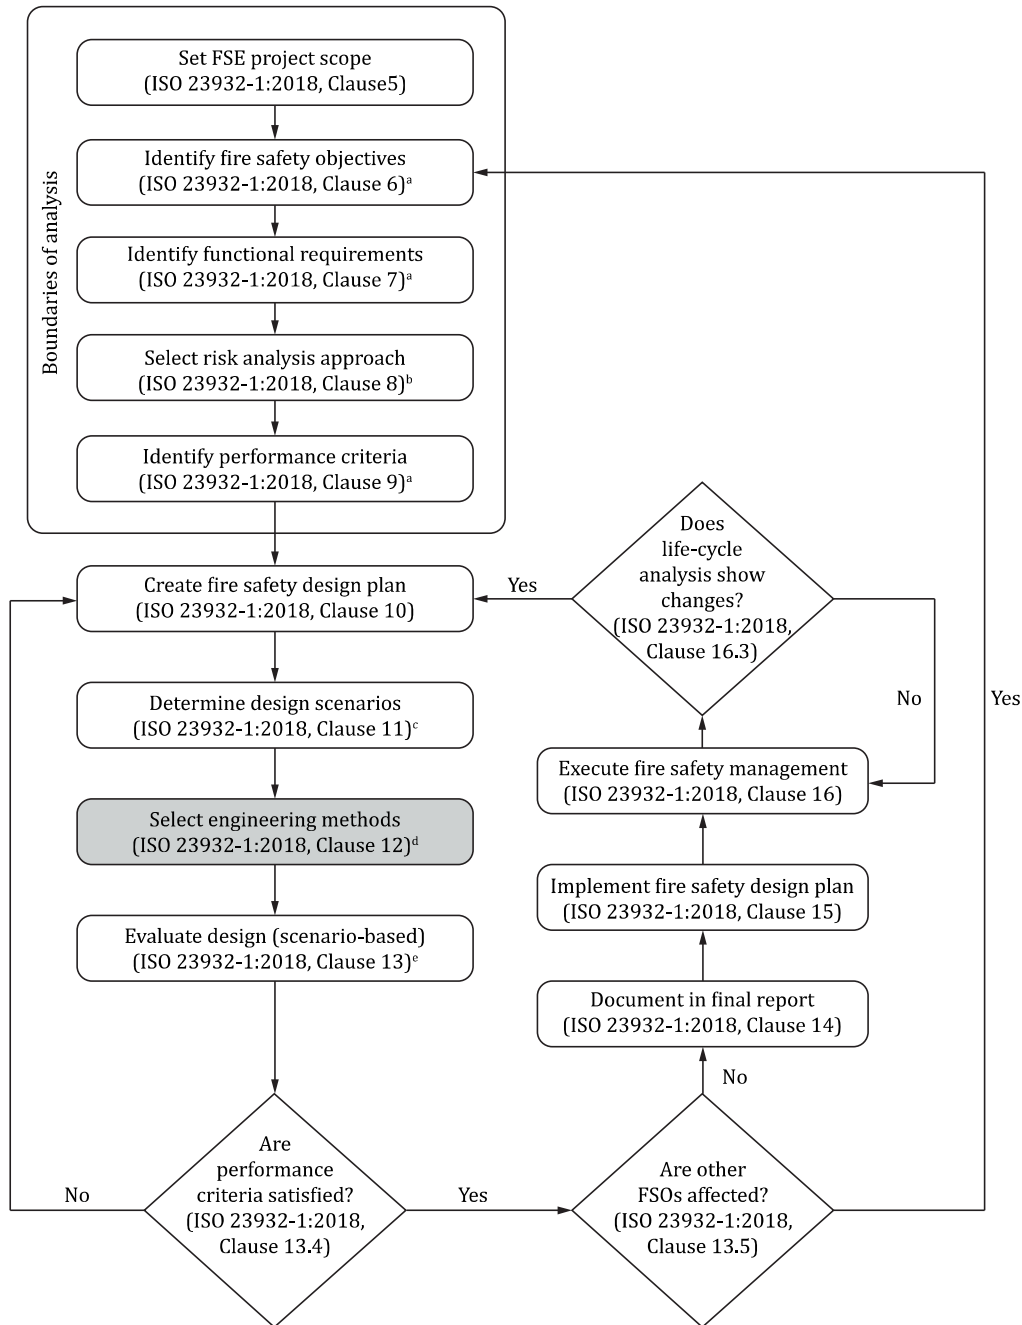 Boundaries of analysis
Set FSE project scope
(ISO 23932-1:2018, Clause5)
Identify fire safety objectives
(ISO 23932-1:2018, Clause 6)ᵃ
Identify functional requirements
(ISO 23932-1:2018, Clause 7)ᵃ
Select risk analysis approach
(ISO 23932-1:2018, Clause 8)ᵇ
Identify performance criteria
(ISO 23932-1:2018, Clause 9)ᵃ
Create fire safety design plan
(ISO 23932-1:2018, Clause 10)
Determine design scenarios
(ISO 23932-1:2018, Clause 11)ᶜ
Select engineering methods
(ISO 23932-1:2018, Clause 12)ᵈ
Evaluate design (scenario-based)
(ISO 23932-1:2018, Clause 13)ᵉ
Are
performance
criteria satisfied?
(ISO 23932-1:2018,
Clause 13.4)
No
Yes
Are other
FSOs affected?
(ISO 23932-1:2018,
Clause 13.5)
No
Yes
Document in final report
(ISO 23932-1:2018, Clause 14)
Implement fire safety design plan
(ISO 23932-1:2018, Clause 15)
Execute fire safety management
(ISO 23932-1:2018, Clause 16)
Does
life-cycle
analysis show
changes?
(ISO 23932-1:2018,
Clause 16.3)
Yes
No